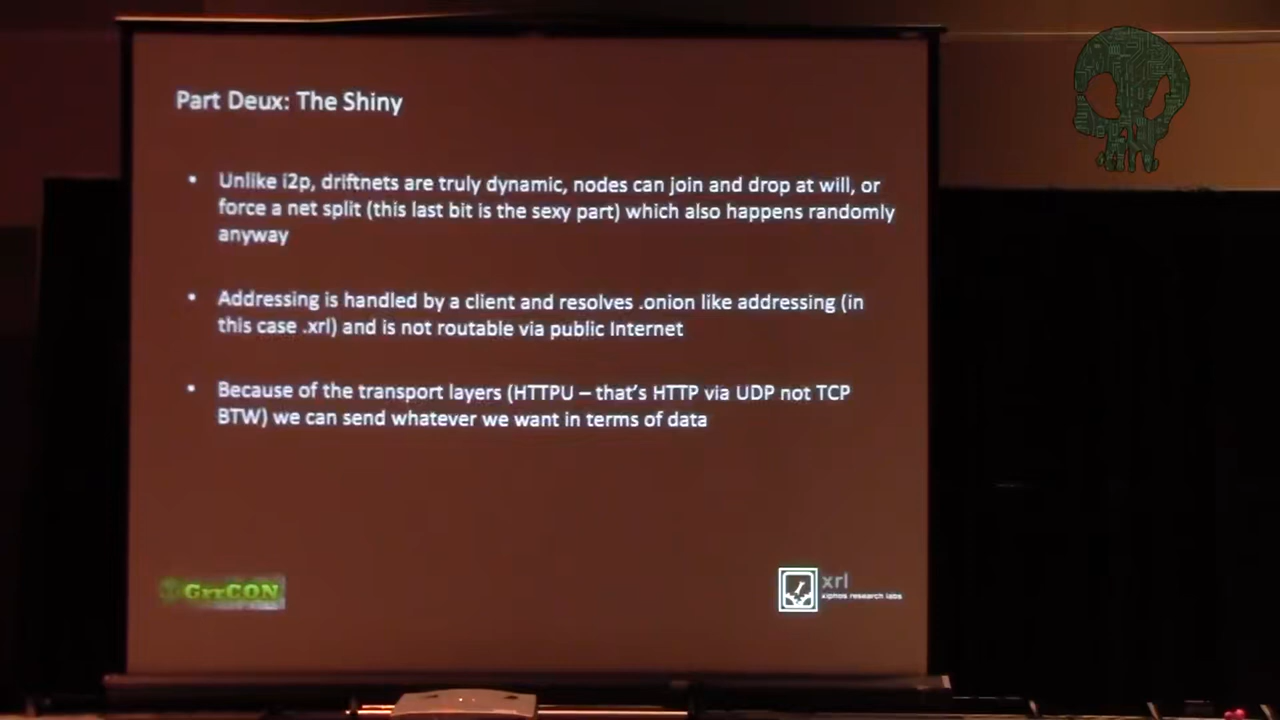 Part Deux: The Shiny
• Unlike i2p, driftnets are truly dynamic, nodes can join and drop at will, or
force a net split (this last bit is the sexy part) which also happens randomly
anyway
• Addressing is handled by a client and resolves .onion like addressing (in
this case .xrl) and is not routable via public Internet
• Because of the transport layers (HTTPU – that's HTTP via UDP not TCP
BTW) we can send whatever we want in terms of data
GrrCON
xrl
xiphos research labs